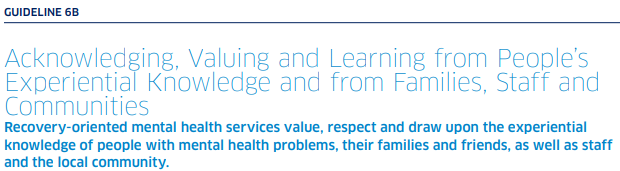 GUIDELINE 6B
Acknowledging, Valuing and Learning from People's
Experiential Knowledge and from Families, Staff and
Communities
Recovery-oriented mental health services value, respect and draw upon the experiential
knowledge of people with mental health problems, their families and friends, as well as staff
and the local community.